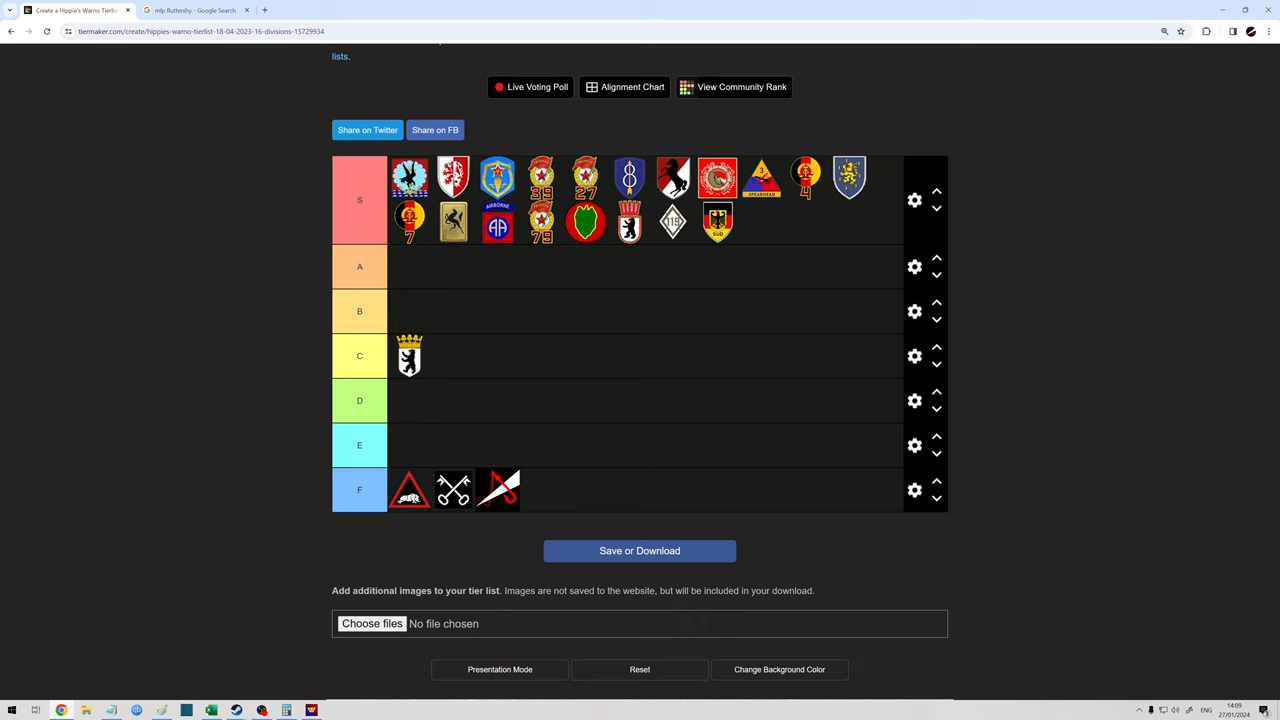 Create a Hippie's Warno Tierlist
mlp fluttershy - Google Search
tiermaker.com/create/hippies-warno-tierlist-18-04-2023-16-divisions-15729934
lists.
Live Voting Poll
Alignment Chart
View Community Rank
Share on Twitter
Share on FB
S
39
27
8
3
SPEARHEAD
4
7
AIRBORNE
AA
79
119
SÜD
A
B
C
D
E
F
Save or Download
Add additional images to your tier list. Images are not saved to the website, but will be included in your download.
Choose files No file chosen
Presentation Mode
Reset
Change Background Color
ENG
14:09
27/01/2024